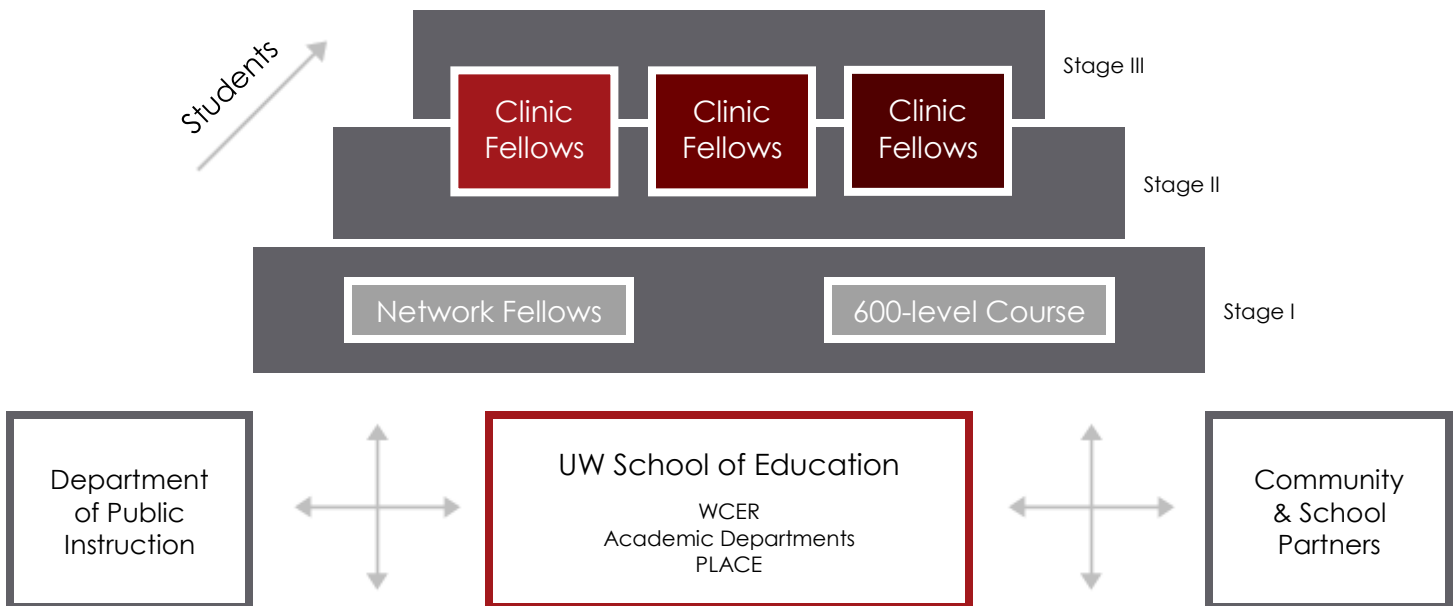 Students
Stage III
Clinic
Fellows
Clinic
Fellows
Clinic
Fellows
Stage II
Network Fellows
600-level Course
Stage I
Department
of Public
Instruction
UW School of Education
WCER
Academic Departments
PLACE
Community
& School
Partners